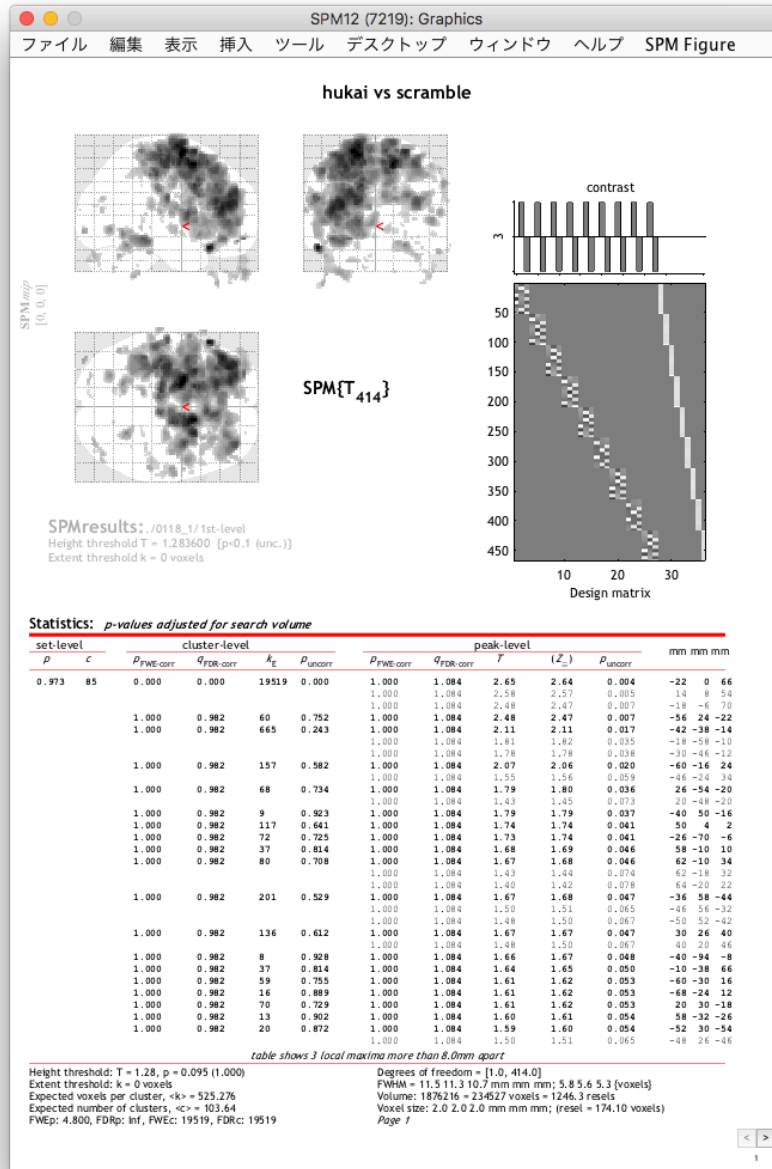 SPM12 (7219): Graphics
ファイル 編集 表示 挿入 ツール デスクトップ ウィンドウ ヘルプ SPM Figure
hukai vs scramble
contrast
3
SPMmip
[0, 0, 0]
<
<
<
SPM{T414}
50
100
150
200
250
300
350
400
450
10 20 30
Design matrix
SPMresults: ./0118_1/1st-level
Height threshold T = 1.283600 {p<0.1 (unc.)}
Extent threshold k = 0 voxels
Statistics: p-values adjusted for search volume
set-level cluster-level peak-level mm mm mm
p c pFWE-corr qFDR-corr kE puncorr pFWE-corr qFDR-corr T (Z≡) puncorr
0.973 85 0.000 0.000 19519 0.000 1.000 1.084 2.65 2.64 0.004 -22 0 66
1.000 1.084 2.58 2.57 0.005 14 8 54
1.000 1.084 2.48 2.47 0.007 -18 -6 70
1.000 0.982 60 0.752 1.000 1.084 2.48 2.47 0.007 -56 24 -22
1.000 0.982 665 0.243 1.000 1.084 2.11 2.11 0.017 -42 -38 -14
1.000 1.084 1.81 1.82 0.035 -18 -58 -10
1.000 1.084 1.78 1.78 0.038 -30 -46 -12
1.000 0.982 157 0.582 1.000 1.084 2.07 2.06 0.020 -60 -16 24
1.000 1.084 1.55 1.56 0.059 -46 -24 34
1.000 0.982 68 0.734 1.000 1.084 1.79 1.80 0.036 26 -54 -20
1.000 1.084 1.43 1.45 0.073 20 -48 -20
1.000 0.982 9 0.923 1.000 1.084 1.79 1.79 0.037 -40 50 -16
1.000 0.982 117 0.641 1.000 1.084 1.74 1.74 0.041 50 4 2
1.000 0.982 72 0.725 1.000 1.084 1.73 1.74 0.041 -26 -70 -6
1.000 0.982 37 0.814 1.000 1.084 1.68 1.69 0.046 58 -10 10
1.000 0.982 80 0.708 1.000 1.084 1.67 1.68 0.046 62 -10 34
1.000 1.084 1.43 1.44 0.074 62 -18 32
1.000 1.084 1.40 1.42 0.078 64 -20 22
1.000 0.982 201 0.529 1.000 1.084 1.67 1.68 0.047 -36 58 -44
1.000 1.084 1.50 1.51 0.065 -46 56 -32
1.000 1.084 1.48 1.50 0.067 -50 52 -42
1.000 0.982 136 0.612 1.000 1.084 1.67 1.67 0.047 30 26 40
1.000 1.084 1.48 1.50 0.067 40 20 46
1.000 0.982 8 0.928 1.000 1.084 1.66 1.67 0.048 -40 -94 -8
1.000 0.982 37 0.814 1.000 1.084 1.64 1.65 0.050 -10 -38 66
1.000 0.982 59 0.755 1.000 1.084 1.61 1.62 0.053 -60 -30 16
1.000 0.982 16 0.889 1.000 1.084 1.61 1.62 0.053 -68 -24 12
1.000 0.982 70 0.729 1.000 1.084 1.61 1.62 0.053 20 30 -18
1.000 0.982 13 0.902 1.000 1.084 1.60 1.61 0.054 58 -32 -26
1.000 0.982 20 0.872 1.000 1.084 1.59 1.60 0.054 -52 30 -54
1.000 1.084 1.50 1.51 0.065 -48 26 -46
table shows 3 local maxima more than 8.0mm apart
Height threshold: T = 1.28, p = 0.095 (1.000)
Extent threshold: k = 0 voxels
Expected voxels per cluster, <k> = 525.276
Expected number of clusters, <c> = 103.64
FWEp: 4.800, FDRp: Inf, FWEc: 19519, FDRc: 19519
Degrees of freedom = [1.0, 414.0]
FWHM = 11.5 11.3 10.7 mm mm mm; 5.8 5.6 5.3 {voxels}
Volume: 1876216 = 234527 voxels = 1246.3 resels
Voxel size: 2.0 2.0 2.0 mm mm mm; (resel = 174.10 voxels)
Page 1
< >
1